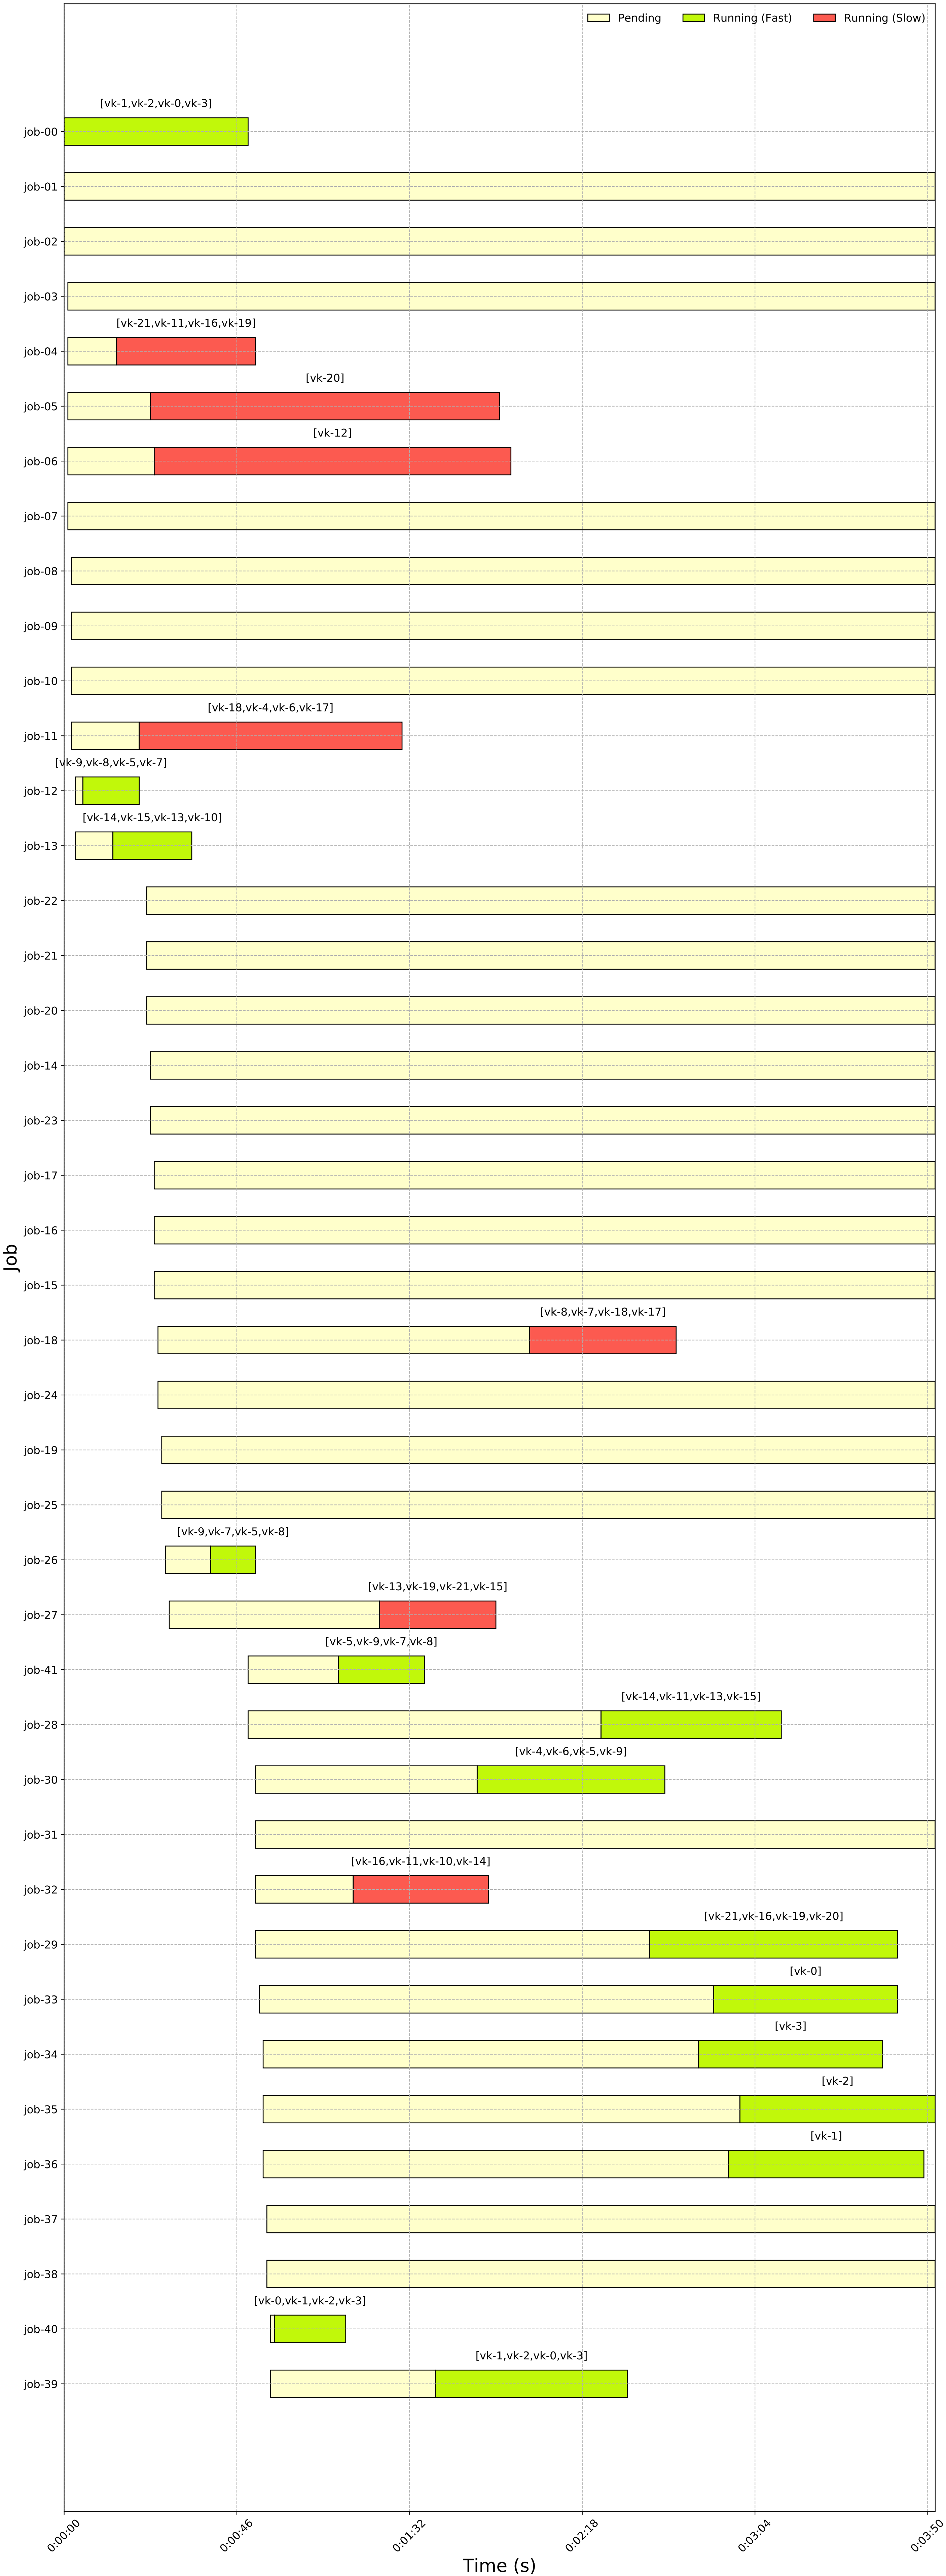 Pending Running (Fast) Running (Slow)
[vk-1,vk-2,vk-0,vk-3]
job-00
job-01
job-02
job-03
[vk-21,vk-11,vk-16,vk-19]
job-04
[vk-20]
job-05
[vk-12]
job-06
job-07
job-08
job-09
job-10
[vk-18,vk-4,vk-6,vk-17]
job-11
[vk-9,vk-8,vk-5,vk-7]
job-12
[vk-14,vk-15,vk-13,vk-10]
job-13
job-22
job-21
job-20
job-14
job-23
job-17
job-16
Job
job-15
[vk-8,vk-7,vk-18,vk-17]
job-18
job-24
job-19
job-25
[vk-9,vk-7,vk-5,vk-8]
job-26
[vk-13,vk-19,vk-21,vk-15]
job-27
[vk-5,vk-9,vk-7,vk-8]
job-41
[vk-14,vk-11,vk-13,vk-15]
job-28
[vk-4,vk-6,vk-5,vk-9]
job-30
job-31
[vk-16,vk-11,vk-10,vk-14]
job-32
[vk-21,vk-16,vk-19,vk-20]
job-29
[vk-0]
job-33
[vk-3]
job-34
[vk-2]
job-35
[vk-1]
job-36
job-37
job-38
[vk-0,vk-1,vk-2,vk-3]
job-40
[vk-1,vk-2,vk-0,vk-3]
job-39
0:00:00 0:00:46 0:01:32 0:02:18 0:03:04 0:03:50
Time (s)